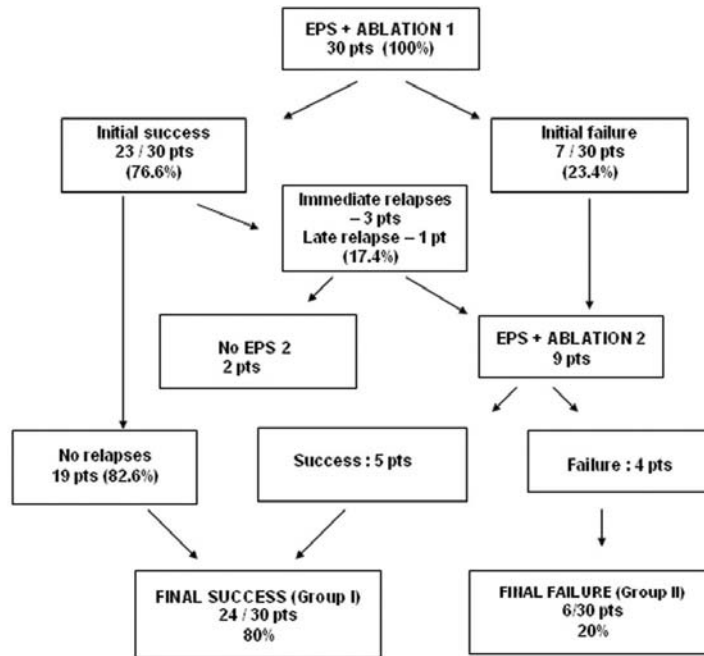 EPS + ABLATION 1
30 pts (100%)
Initial success
23 / 30 pts
(76.6%)
Initial failure
7 / 30 pts
(23.4%)
Immediate relapses
– 3 pts
Late relapse – 1 pt
(17.4%)
No EPS 2
2 pts
EPS + ABLATION 2
9 pts
No relapses
19 pts (82.6%)
Success : 5 pts
Failure : 4 pts
FINAL SUCCESS (Group I)
24 / 30 pts
80%
FINAL FAILURE (Group II)
6/30 pts
20%